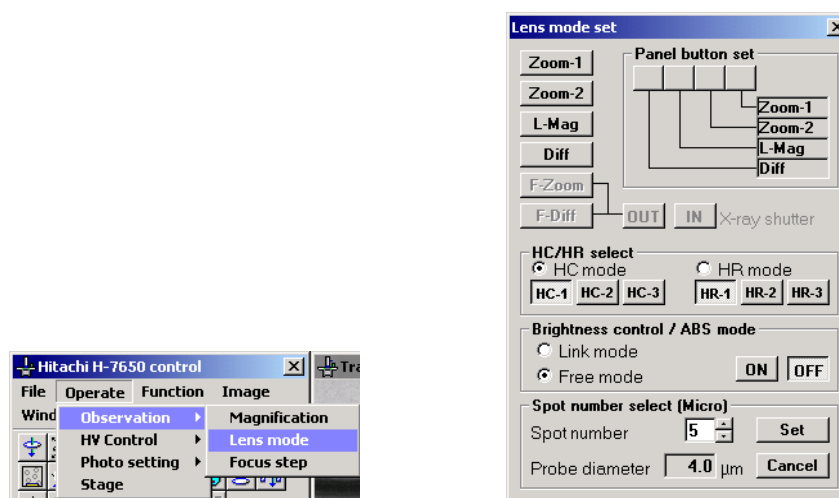 Hitachi H-7650 control
File Operate Function Image
Wind
Observation
HV Control
Photo setting
Stage
Magnification
Lens mode
Focus step
Tra
Lens mode set
Zoom-1
Zoom-2
L-Mag
Diff
F-Zoom
F-Diff
Panel button set
Zoom-1
Zoom-2
L-Mag
Diff
OUT IN X-ray shutter
HC/HR select
HC mode HR mode
HC-1 HC-2 HC-3 HR-1 HR-2 HR-3
Brightness control / ABS mode
Link mode
Free mode ON OFF
Spot number select (Micro)
Spot number 5 Set
Probe diameter 4.0 μm Cancel